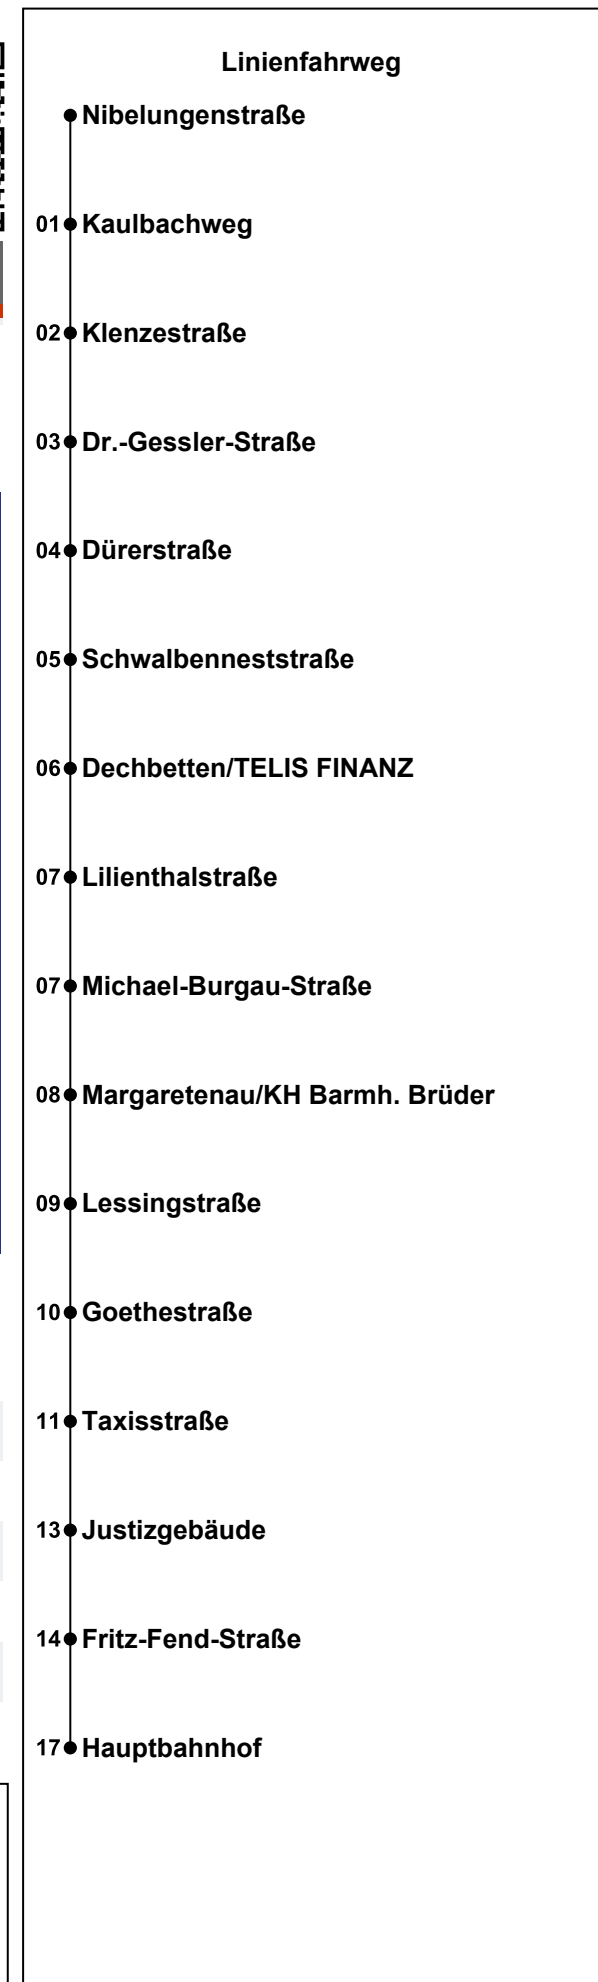 Linienfahrweg
Nibelungenstraße
01 Kaulbachweg
02 Klenzestraße
03 Dr.-Gessler-Straße
04 Dürerstraße
05 Schwalbenneststraße
06 Dechbetten/TELIS FINANZ
07 Lilienthalstraße
07 Michael-Burgau-Straße
08 Margaretenau/KH Barmh. Brüder
09 Lessingstraße
10 Goethestraße
11 Taxisstraße
13 Justizgebäude
14 Fritz-Fend-Straße
17 Hauptbahnhof